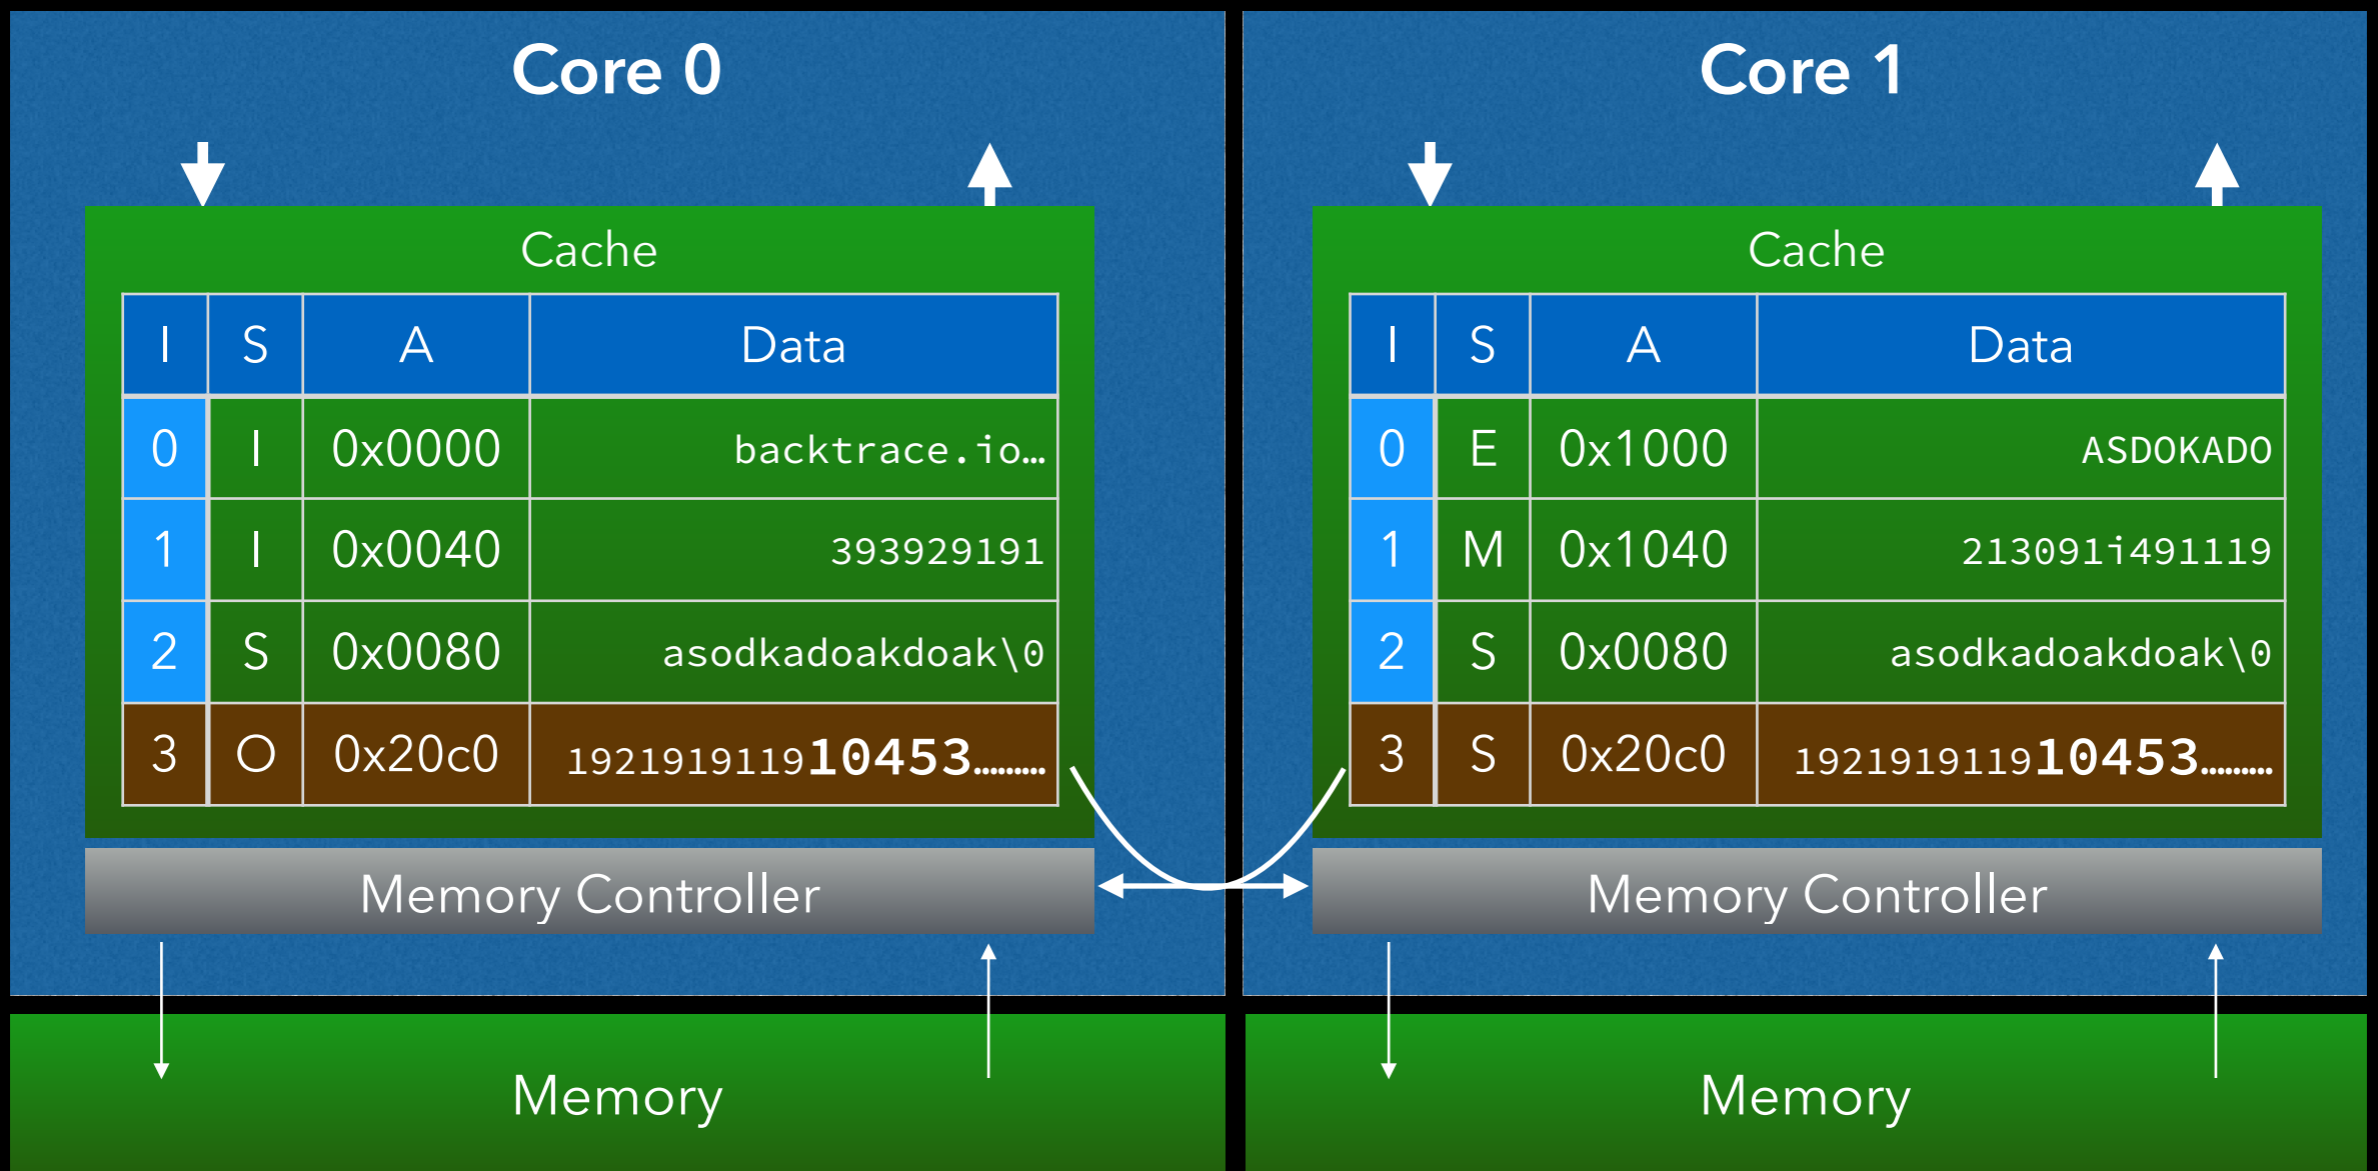 Core 0
Cache
I S A Data
0 I 0x0000 backtrace.io…
1 I 0x0040 393929191
2 S 0x0080 asodkadoakdoak\0
3 O 0x20c0 192191911910453………
Memory Controller
Memory
Core 1
Cache
I S A Data
0 E 0x1000 ASDOKADO
1 M 0x1040 213091i491119
2 S 0x0080 asodkadoakdoak\0
3 S 0x20c0 192191911910453………
Memory Controller
Memory